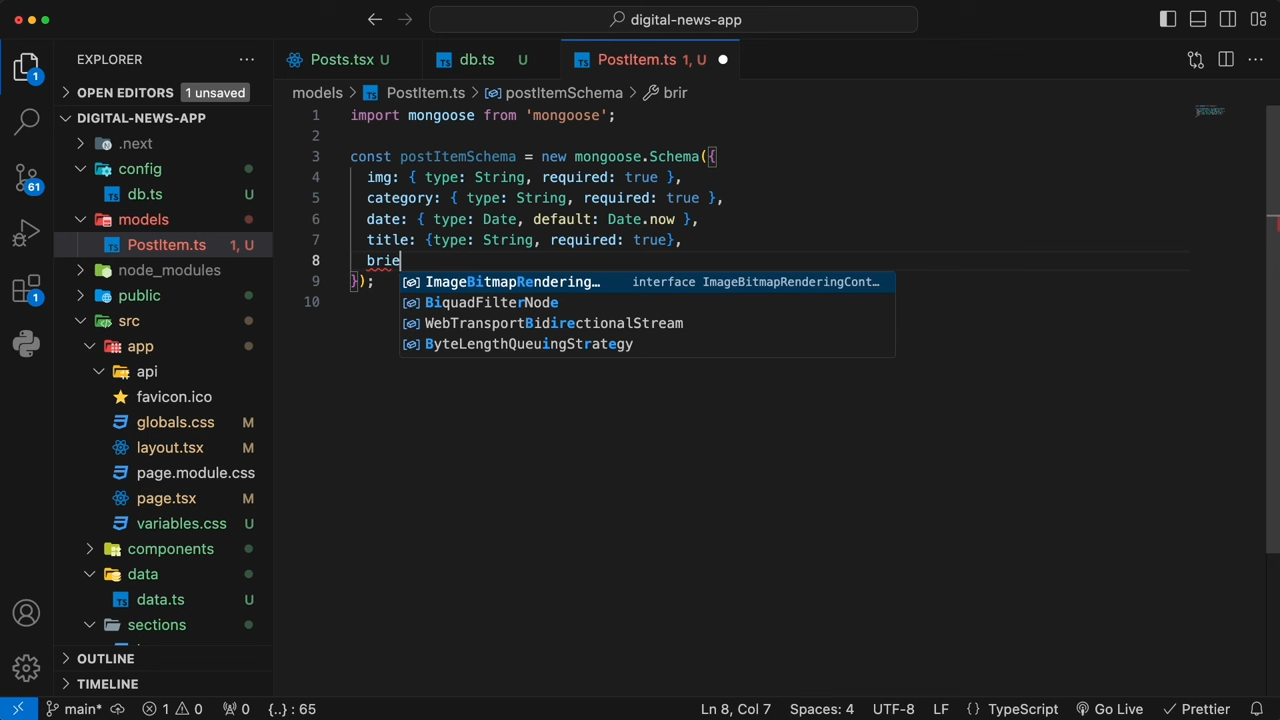 digital-news-app
1
61
1
EXPLORER
OPEN EDITORS 1 unsaved
DIGITAL-NEWS-APP
.next
config
db.ts U
models
PostItem.ts 1, U
node_modules
public
src
app
api
favicon.ico
globals.css M
layout.tsx M
page.module.css
page.tsx M
variables.css U
components
data
data.ts U
sections
OUTLINE
TIMELINE
Posts.tsx U
db.ts U
PostItem.ts 1, U
models > PostItem.ts > postItemSchema > brir
1 import mongoose from 'mongoose';
2
3 const postItemSchema = new mongoose.Schema({
4 img: { type: String, required: true },
5 category: { type: String, required: true },
6 date: { type: Date, default: Date.now },
7 title: {type: String, required: true},
8 brie
9 });
10
ImageBitmapRendering… interface ImageBitmapRenderingCont…
BiquadFilterNode
WebTransportBidirectionalStream
ByteLengthQueuingStrategy
main* 1 0 0 {..} : 65 Ln 8, Col 7 Spaces: 4 UTF-8 LF {} TypeScript Go Live Prettier